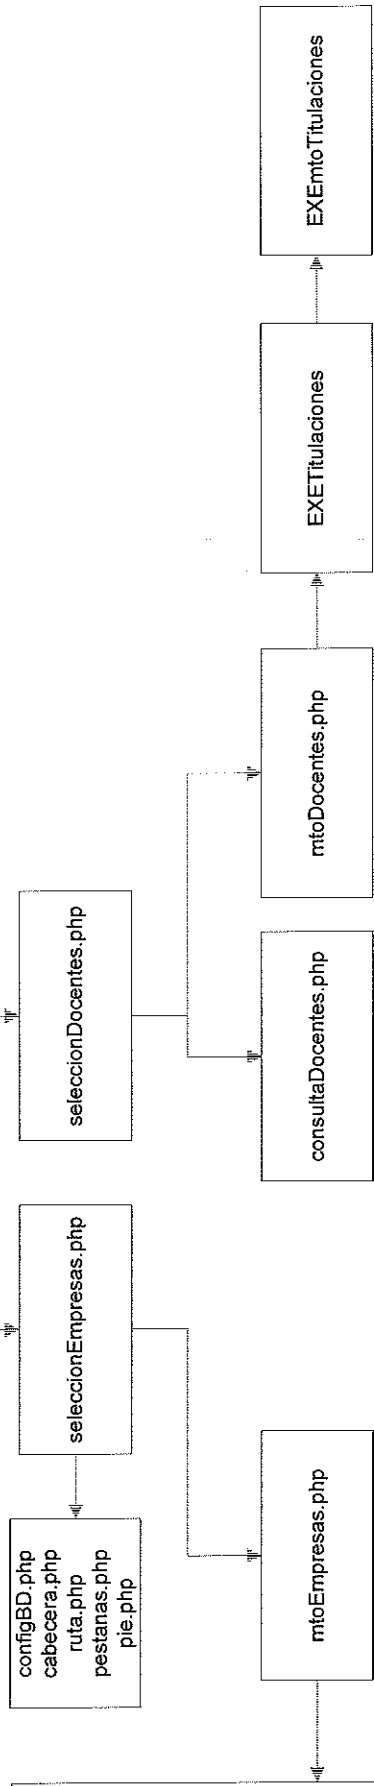 configBD.php
cabecera.php
ruta.php
pestanas.php
pie.php
seleccionEmpresas.php
seleccionDocentes.php
mtoEmpresas.php
consultaDocentes.php
mtoDocentes.php
EXETitulaciones
EXEmtoTitulaciones